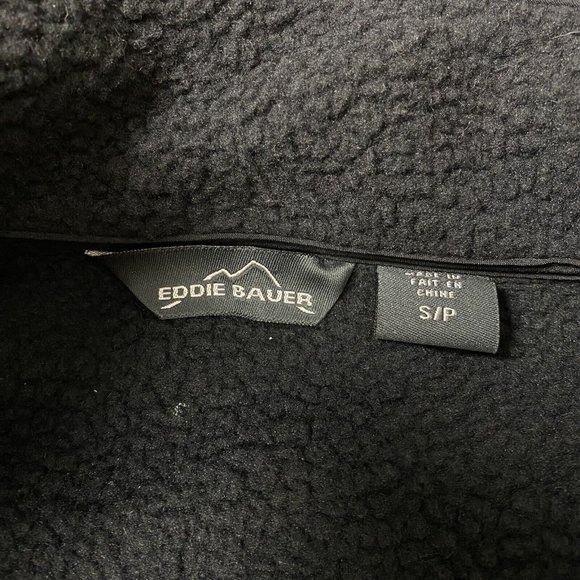 EDDIE BAUER
FAIT EN
CHINE
S/P